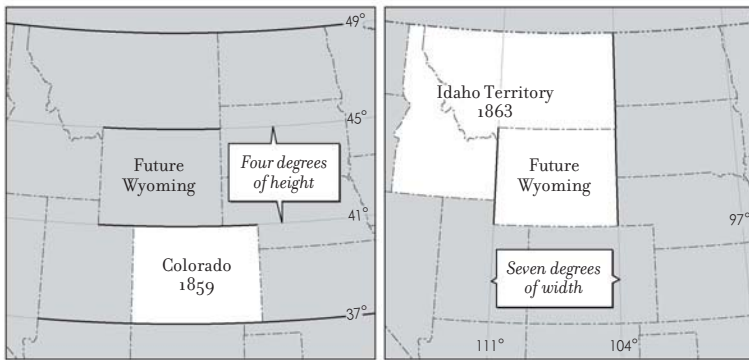 49°
45°
Future
Wyoming
Four degrees
of height
41°
Colorado
1859
37°
Idaho Territory
1863
Future
Wyoming
97°
Seven degrees
of width
111°
104°